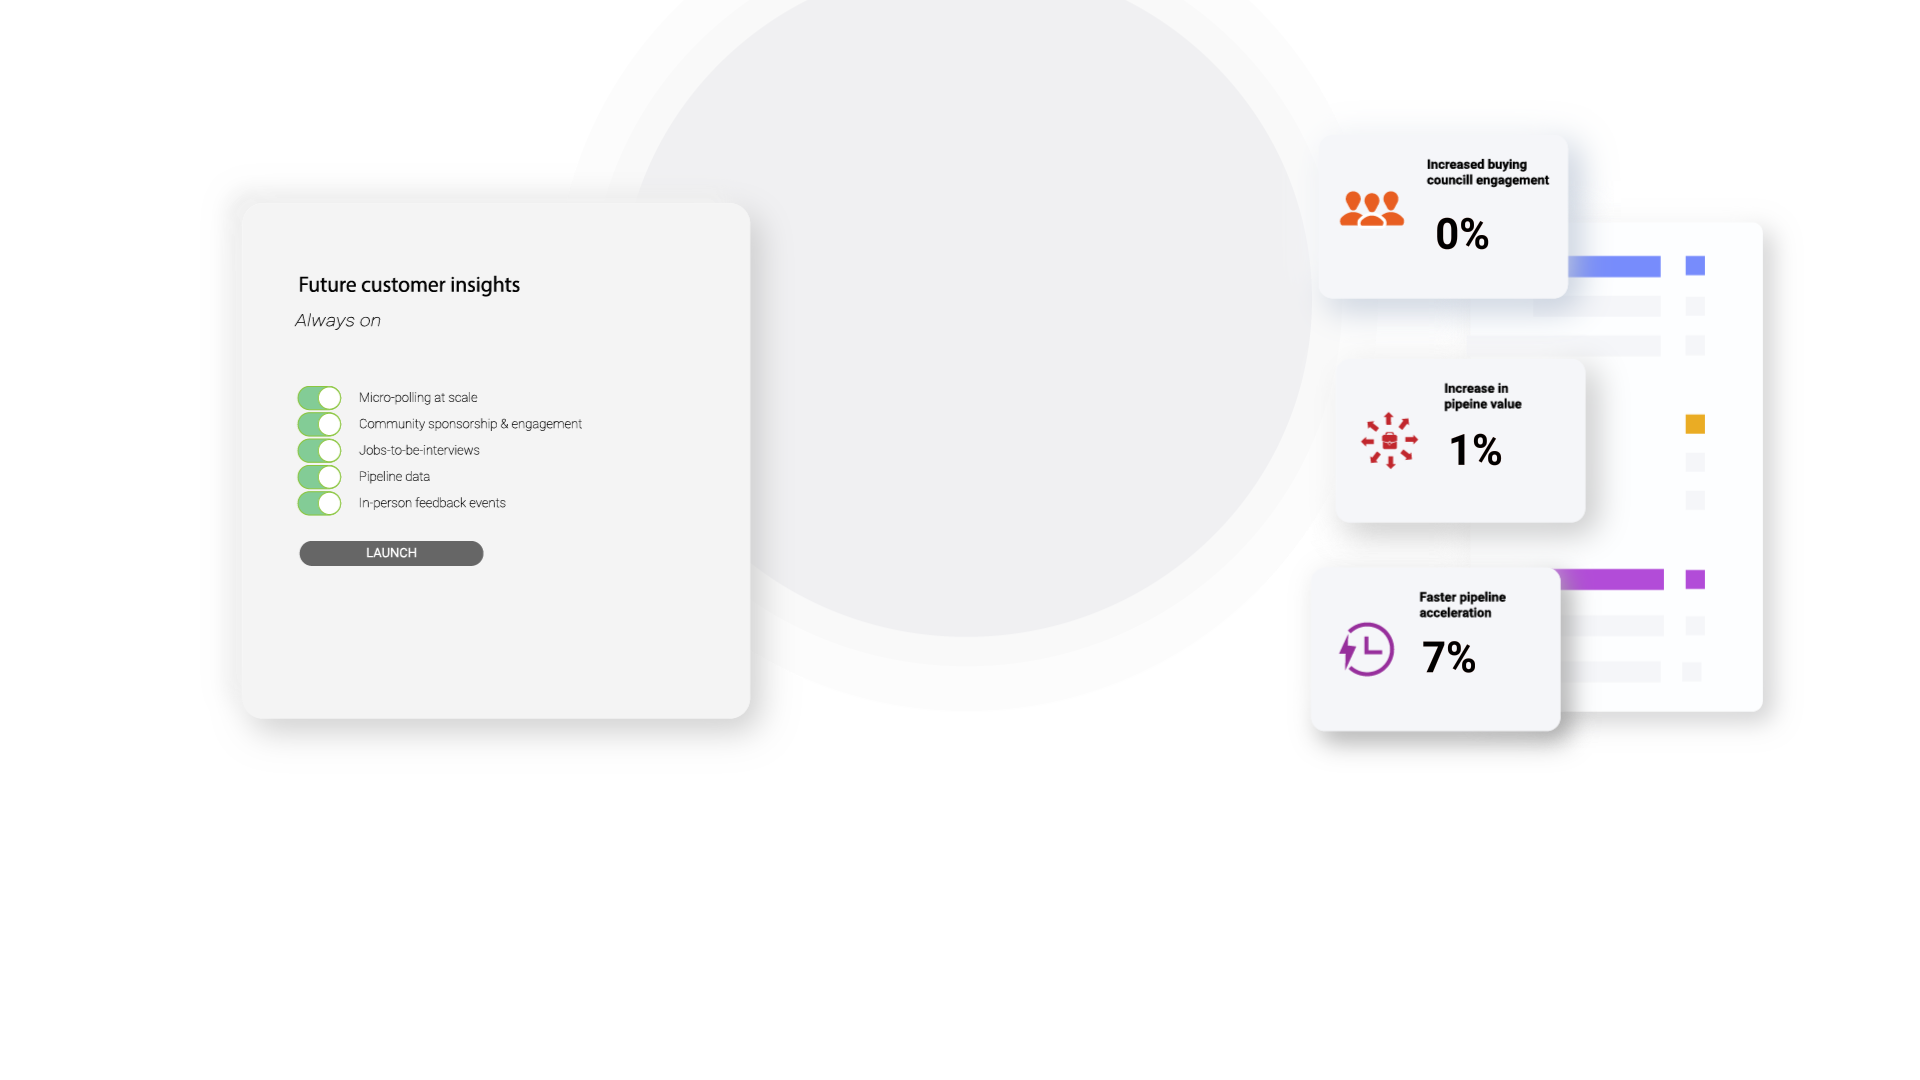 Future customer insights
Always on
Micro-polling at scale
Community sponsorship & engagement
Jobs-to-be-interviews
Pipeline data
In-person feedback events
LAUNCH
Increased buying
councill engagement
0%
Increase in
pipeine value
1%
Faster pipeline
acceleration
7%